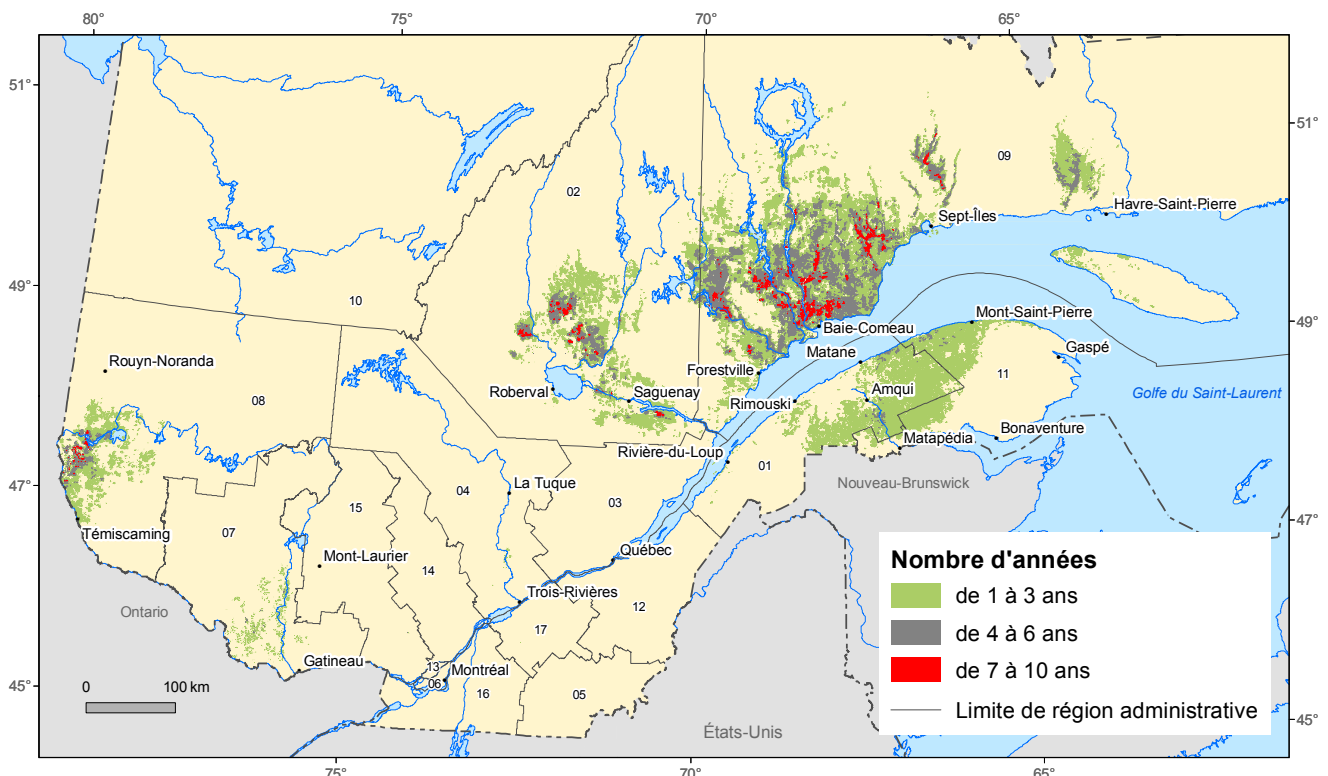 80°
75°
70°
65°
51°
51°
09
02
Havre-Saint-Pierre
Sept-Îles
49°
10
49°
Mont-Saint-Pierre
Baie-Comeau
Matane
Gaspé
Rouyn-Noranda
Forestville
11
Roberval
Saguenay
Amqui
Rimouski
Golfe du Saint-Laurent
08
Bonaventure
Matapédia
Rivière-du-Loup
01
47°
04
La Tuque
Nouveau-Brunswick
15
03
47°
Témiscaming
07
Mont-Laurier
Québec
14
Trois-Rivières
Ontario
12
17
Gatineau
13
Montréal
06
16
05
45°
45°
0
100 km
États-Unis
Nombre d'années
de 1 à 3 ans
de 4 à 6 ans
de 7 à 10 ans
Limite de région administrative
75°
70°
65°